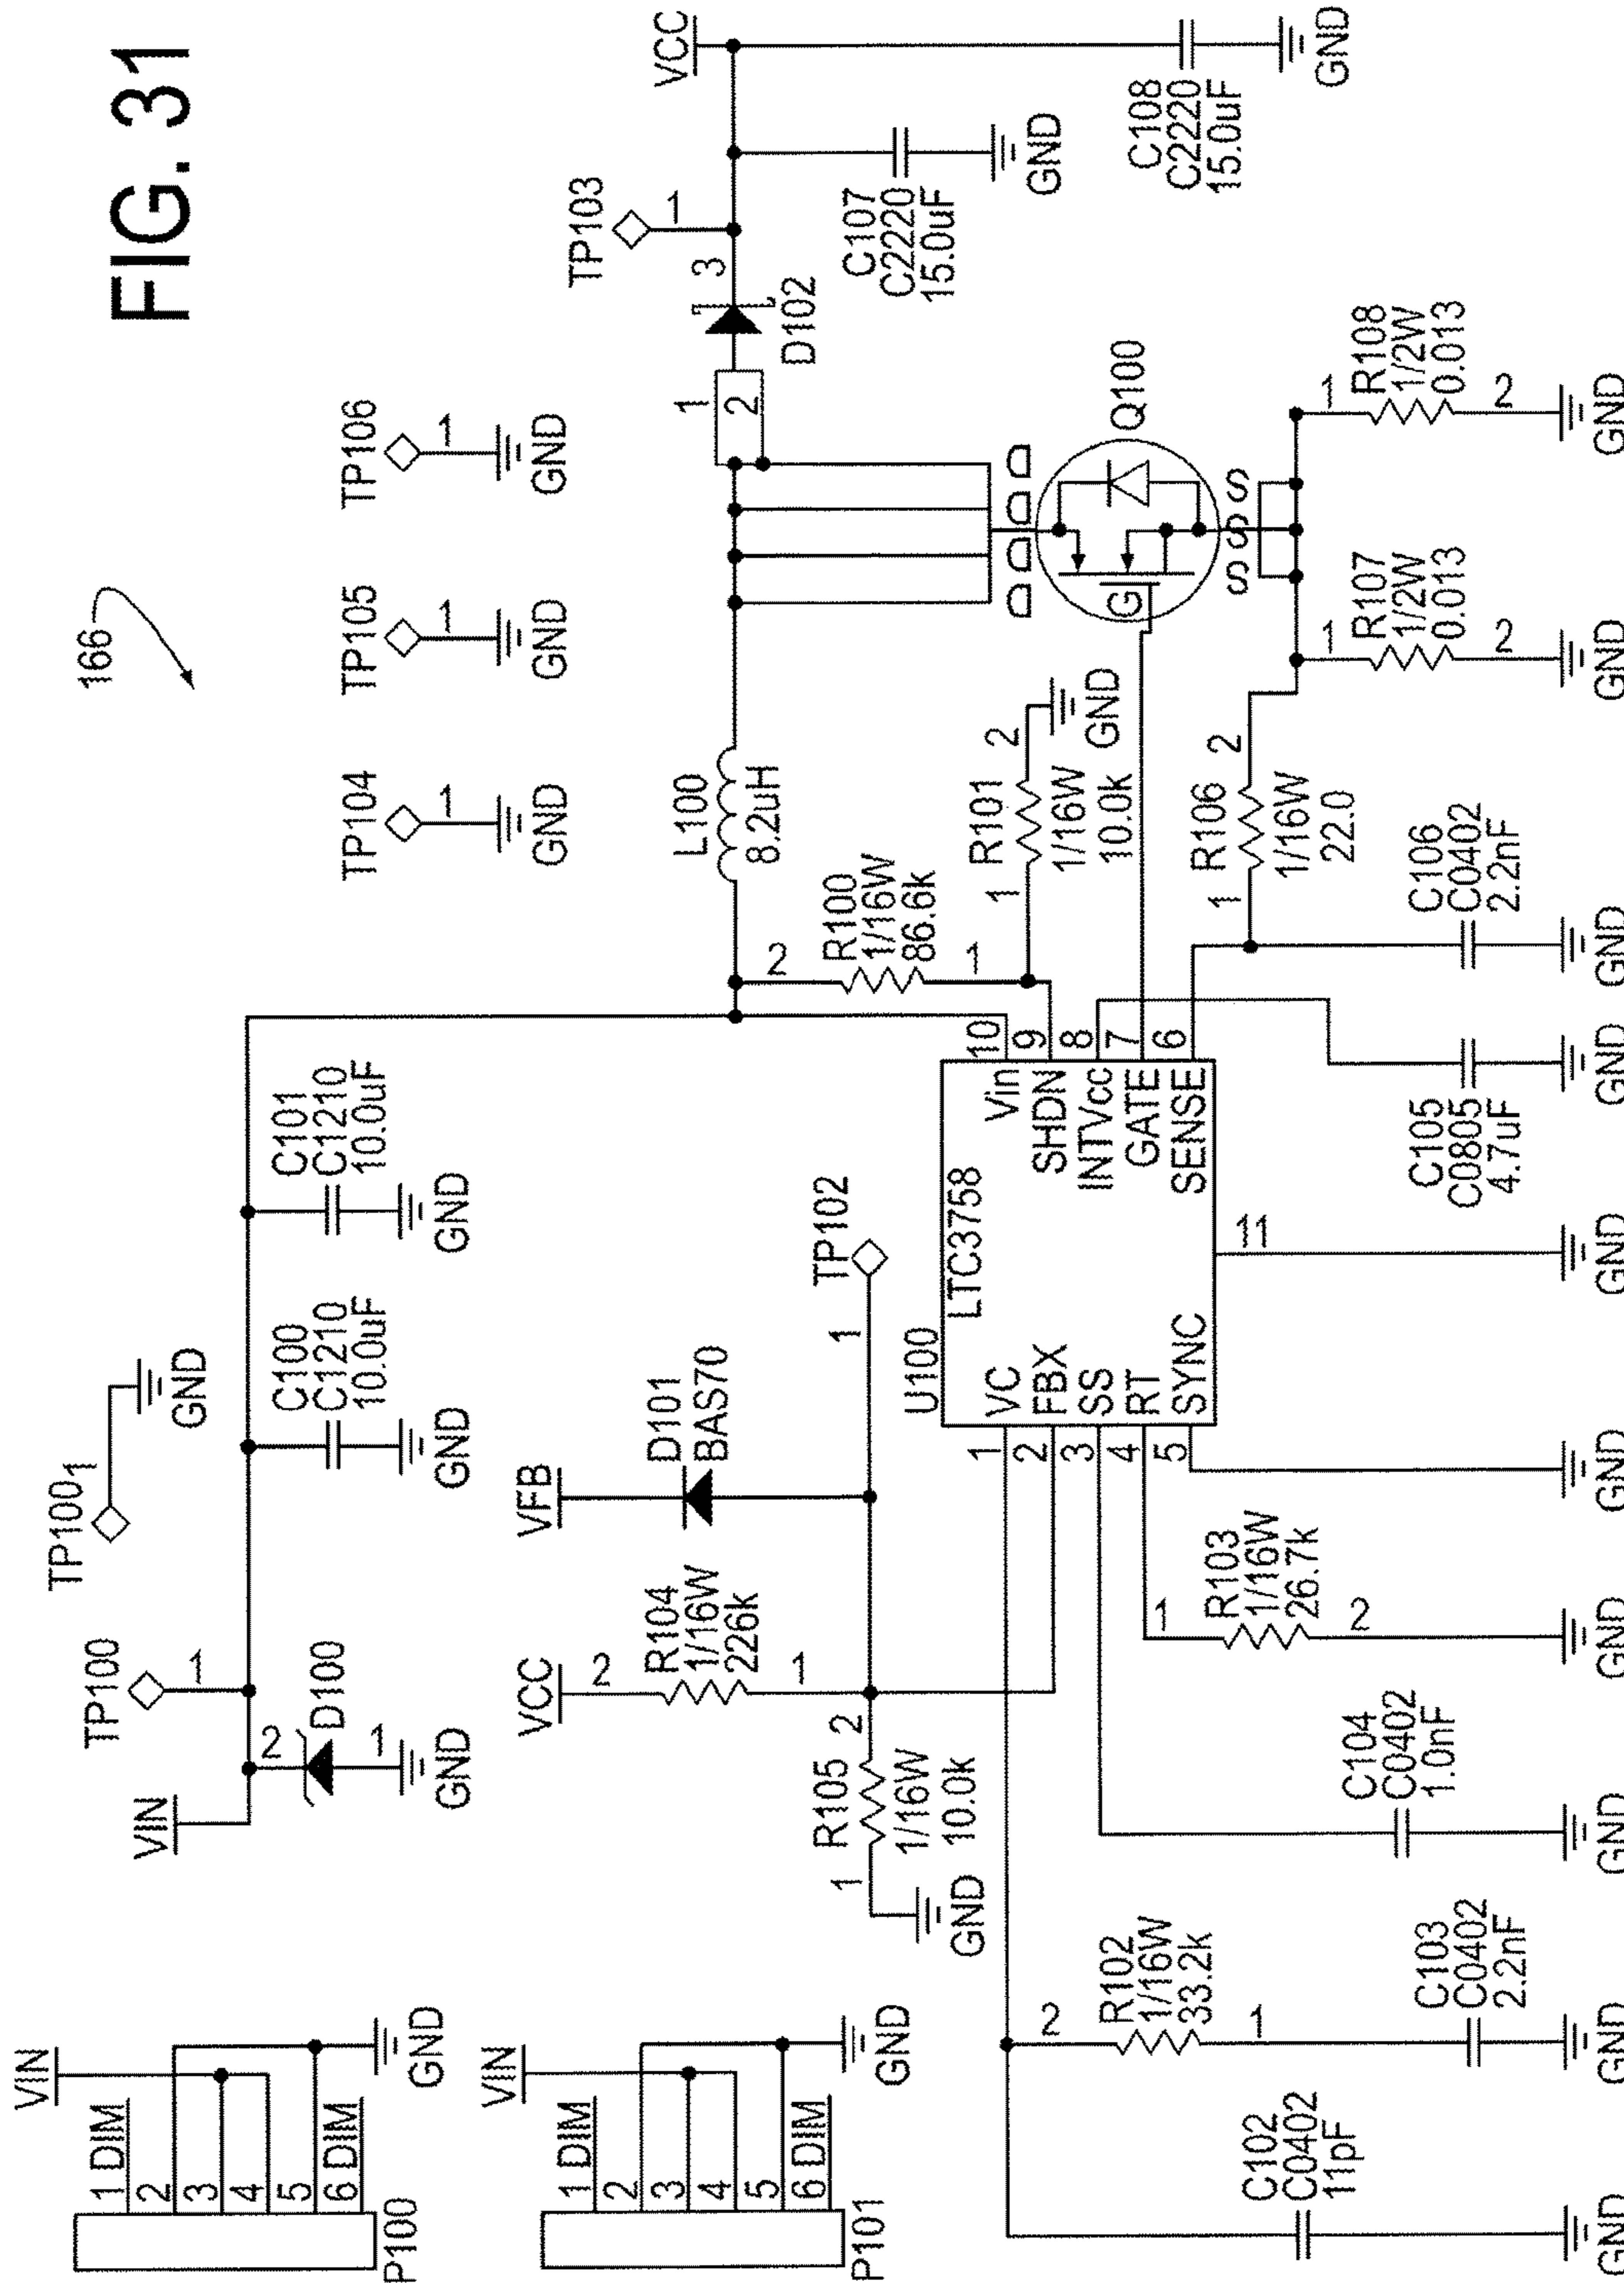 FIG. 31
166
VIN
1 DIM
2
3
4
5
6 DIM
P100
GND
VIN
1 DIM
2
3
4
5
6 DIM
P101
GND
VIN
TP100
1
2
D100
1
GND
TP100₁
GND
C100
C1210
10.0uF
GND
C101
C1210
10.0uF
GND
TP104
1
GND
TP105
1
GND
TP106
1
GND
VCC
2
R104
1/16W
226k
1
VFB
D101
BAS70
1
TP102
2
R105
1/16W
10.0k
1
GND
L100
8.2uH
2
R100
1/16W
86.6k
1
1
R101
1/16W
10.0k
2
GND
1
2
D102
3
TP103
1
VCC
C107
C2220
15.0uF
GND
C108
C2220
15.0uF
GND
D D D D
G
Q100
S S S
U100
LTC3758
1
VC
2
FBX
3
SS
4
RT
5
SYNC
10
Vin
9
SHDN
8
INTVcc
7
GATE
6
SENSE
11
GND
C102
C0402
11pF
GND
2
R102
1/16W
33.2k
1
C103
C0402
2.2nF
GND
C104
C0402
1.0nF
GND
1
R103
1/16W
26.7k
2
GND
GND
C105
C0805
4.7uF
GND
1
R106
1/16W
22.0
2
C106
C0402
2.2nF
GND
1
R107
1/2W
0.013
2
GND
1
R108
1/2W
0.013
2
GND